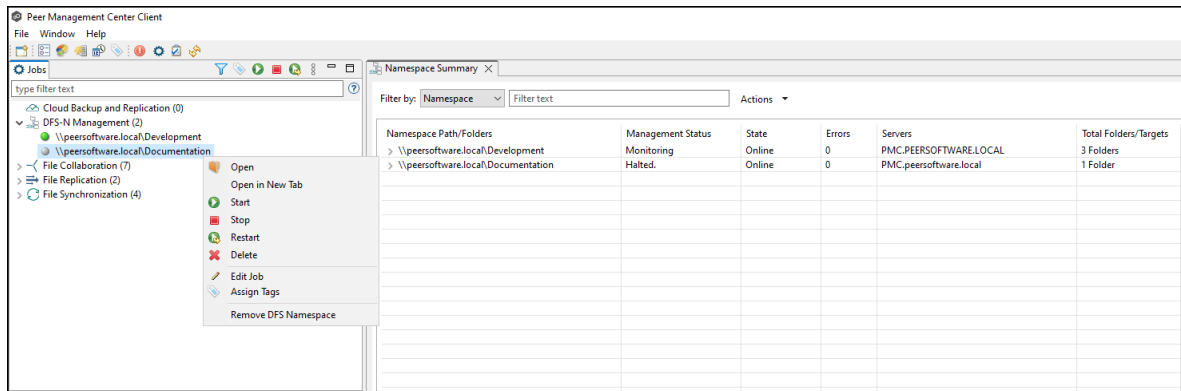 Peer Management Center Client
File Window Help
Jobs
type filter text
Cloud Backup and Replication (0)
DFS-N Management (2)
\\peersoftware.local\Development
\\peersoftware.local\Documentation
File Collaboration (7)
File Replication (2)
File Synchronization (4)
Open
Open in New Tab
Start
Stop
Restart
Delete
Edit Job
Assign Tags
Remove DFS Namespace
Namespace Summary
Filter by: Namespace Filter text Actions
Namespace Path/Folders Management Status State Errors Servers Total Folders/Targets
\\peersoftware.local\Development Monitoring Online 0 PMC.PEERSOFTWARE.LOCAL 3 Folders
\\peersoftware.local\Documentation Halted. Online 0 PMC.peersoftware.local 1 Folder